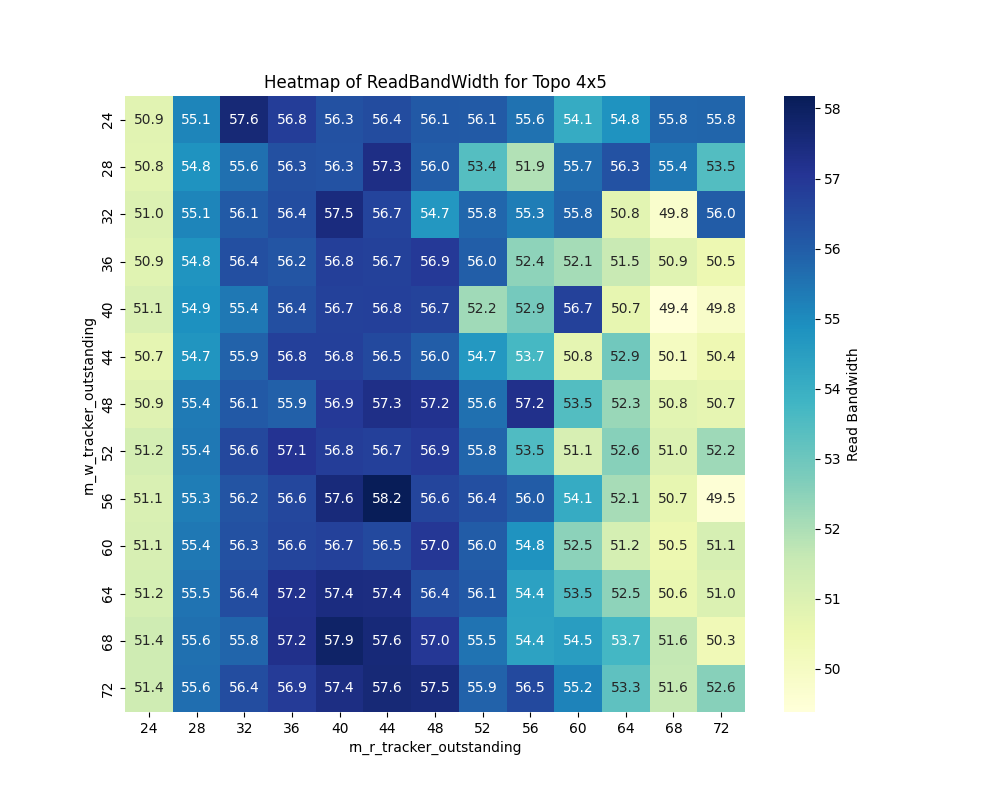 Heatmap of ReadBandWidth for Topo 4x5
24 50.9 55.1 57.6 56.8 56.3 56.4 56.1 56.1 55.6 54.1 54.8 55.8 55.8
28 50.8 54.8 55.6 56.3 56.3 57.3 56.0 53.4 51.9 55.7 56.3 55.4 53.5
32 51.0 55.1 56.1 56.4 57.5 56.7 54.7 55.8 55.3 55.8 50.8 49.8 56.0
36 50.9 54.8 56.4 56.2 56.8 56.7 56.9 56.0 52.4 52.1 51.5 50.9 50.5
40 51.1 54.9 55.4 56.4 56.7 56.8 56.7 52.2 52.9 56.7 50.7 49.4 49.8
44 50.7 54.7 55.9 56.8 56.8 56.5 56.0 54.7 53.7 50.8 52.9 50.1 50.4
48 50.9 55.4 56.1 55.9 56.9 57.3 57.2 55.6 57.2 53.5 52.3 50.8 50.7
52 51.2 55.4 56.6 57.1 56.8 56.7 56.9 55.8 53.5 51.1 52.6 51.0 52.2
56 51.1 55.3 56.2 56.6 57.6 58.2 56.6 56.4 56.0 54.1 52.1 50.7 49.5
60 51.1 55.4 56.3 56.6 56.7 56.5 57.0 56.0 54.8 52.5 51.2 50.5 51.1
64 51.2 55.5 56.4 57.2 57.4 57.4 56.4 56.1 54.4 53.5 52.5 50.6 51.0
68 51.4 55.6 55.8 57.2 57.9 57.6 57.0 55.5 54.4 54.5 53.7 51.6 50.3
72 51.4 55.6 56.4 56.9 57.4 57.6 57.5 55.9 56.5 55.2 53.3 51.6 52.6
24 28 32 36 40 44 48 52 56 60 64 68 72
rn_r_tracker_outstanding
rn_w_tracker_outstanding
58
57
56
55
54
53
52
51
50
Read Bandwidth